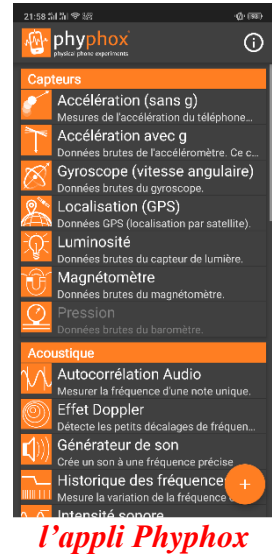 21:58
phyphox
physical phone experiments
Capteurs
Accélération (sans g)
Mesures de l'accélération du téléphone...
Accélération avec g
Données brutes de l'accéléromètre. Ce c...
Gyroscope (vitesse angulaire)
Données brutes du gyroscope.
Localisation (GPS)
Données GPS (localisation par satellite).
Luminosité
Données brutes du capteur de lumière.
Magnétomètre
Données brutes du magnétomètre.
Pression
Données brutes du baromètre.
Acoustique
Autocorrélation Audio
Mesurer la fréquence d'une note unique.
Effet Doppler
Détecte les petits décalages de fréquen...
Générateur de son
Crée un son à une fréquence précise
Historique des fréquence
Mesure la variation de la fréquence
Intensité sonore
+
l'appli Phyphox